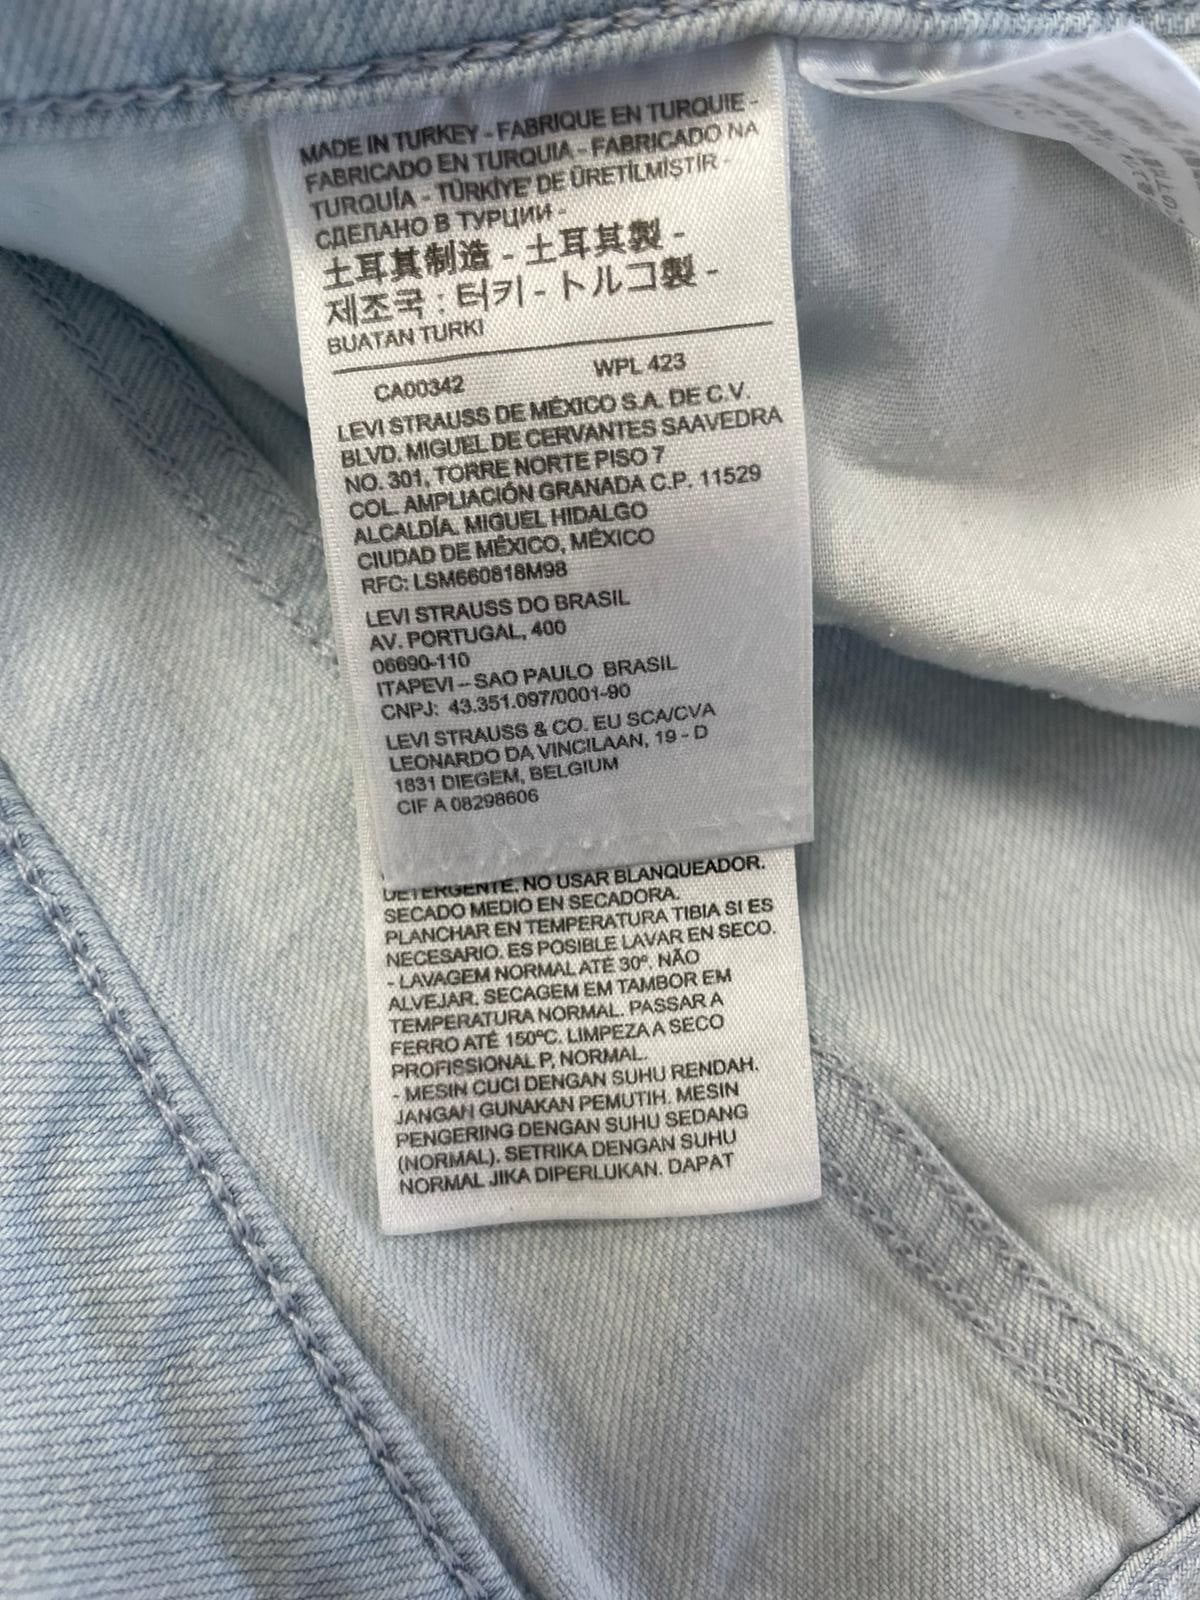 MADE IN TURKEY - FABRIQUE EN TURQUIE -
FABRICADO EN TURQUIA - FABRICADO NA
TURQUÍA - TÜRKİYE' DE ÜRETİLMİŞTİR -
СДЕЛАНО В ТУРЦИИ -
土耳其制造 - 土耳其製 -
제조국 : 터키 - トルコ製 -
BUATAN TURKI
CA00342 WPL 423
LEVI STRAUSS DE MÉXICO S.A. DE C.V.
BLVD. MIGUEL DE CERVANTES SAAVEDRA
NO. 301, TORRE NORTE PISO 7
COL. AMPLIACIÓN GRANADA C.P. 11529
ALCALDÍA. MIGUEL HIDALGO
CIUDAD DE MÉXICO, MÉXICO
RFC: LSM660818M98
LEVI STRAUSS DO BRASIL
AV. PORTUGAL, 400
06690-110
ITAPEVI – SAO PAULO BRASIL
CNPJ: 43.351.097/0001-90
LEVI STRAUSS & CO. EU SCA/CVA
LEONARDO DA VINCILAAN, 19 - D
1831 DIEGEM, BELGIUM
CIF A 08298606
DETERGENTE. NO USAR BLANQUEADOR.
SECADO MEDIO EN SECADORA.
PLANCHAR EN TEMPERATURA TIBIA SI ES
NECESARIO. ES POSIBLE LAVAR EN SECO.
- LAVAGEM NORMAL ATÉ 30º. NÃO
ALVEJAR. SECAGEM EM TAMBOR EM
TEMPERATURA NORMAL. PASSAR A
FERRO ATÉ 150ºC. LIMPEZA A SECO
PROFISSIONAL P, NORMAL.
- MESIN CUCI DENGAN SUHU RENDAH.
JANGAN GUNAKAN PEMUTIH. MESIN
PENGERING DENGAN SUHU SEDANG
(NORMAL). SETRIKA DENGAN SUHU
NORMAL JIKA DIPERLUKAN. DAPAT